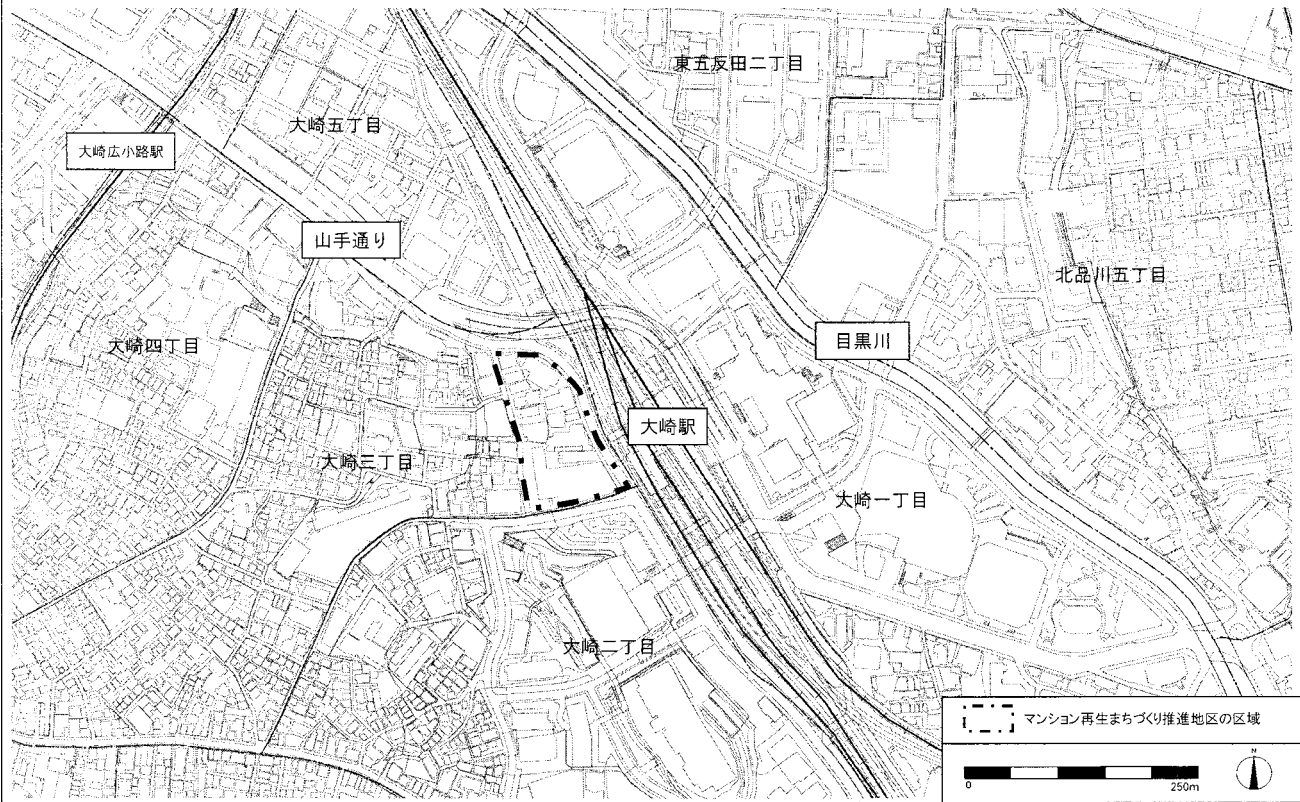 東五反田二丁目
大崎五丁目
大崎広小路駅
山手通り
北品川五丁目
大崎四丁目
目黒川
大崎駅
大崎三丁目
大崎一丁目
大崎二丁目
マンション再生まちづくり推進地区の区域
N
0
250m